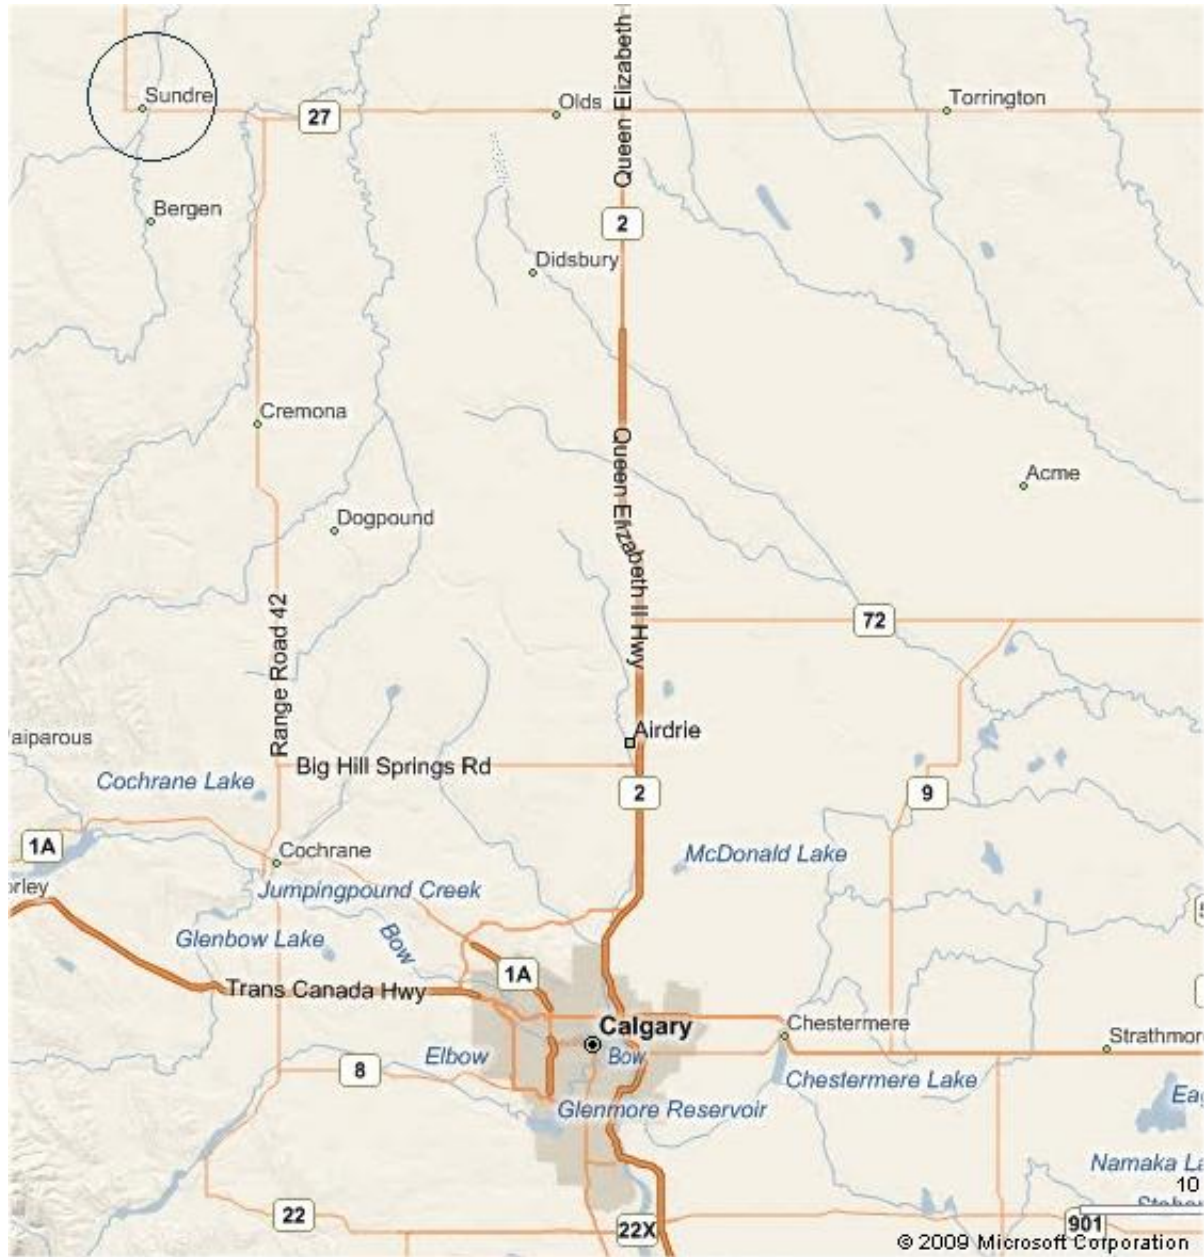 Queen Elizabeth
Sundre
27
Olds
Torrington
Bergen
2
Didsbury
Cremona
Queen Elizabeth II Hwy
Acme
Dogpound
Range Road 42
72
Airdrie
aiparous
Big Hill Springs Rd
Cochrane Lake
2
9
1A
Cochrane
McDonald Lake
orley
Jumpingpound Creek
Glenbow Lake
Bow
1A
Trans Canada Hwy
Calgary
Chestermere
Strathmor
Elbow
Bow
8
Chestermere Lake
Glenmore Reservoir
Eag
Namaka La
10
22
22X
901
© 2009 Microsoft Corporation